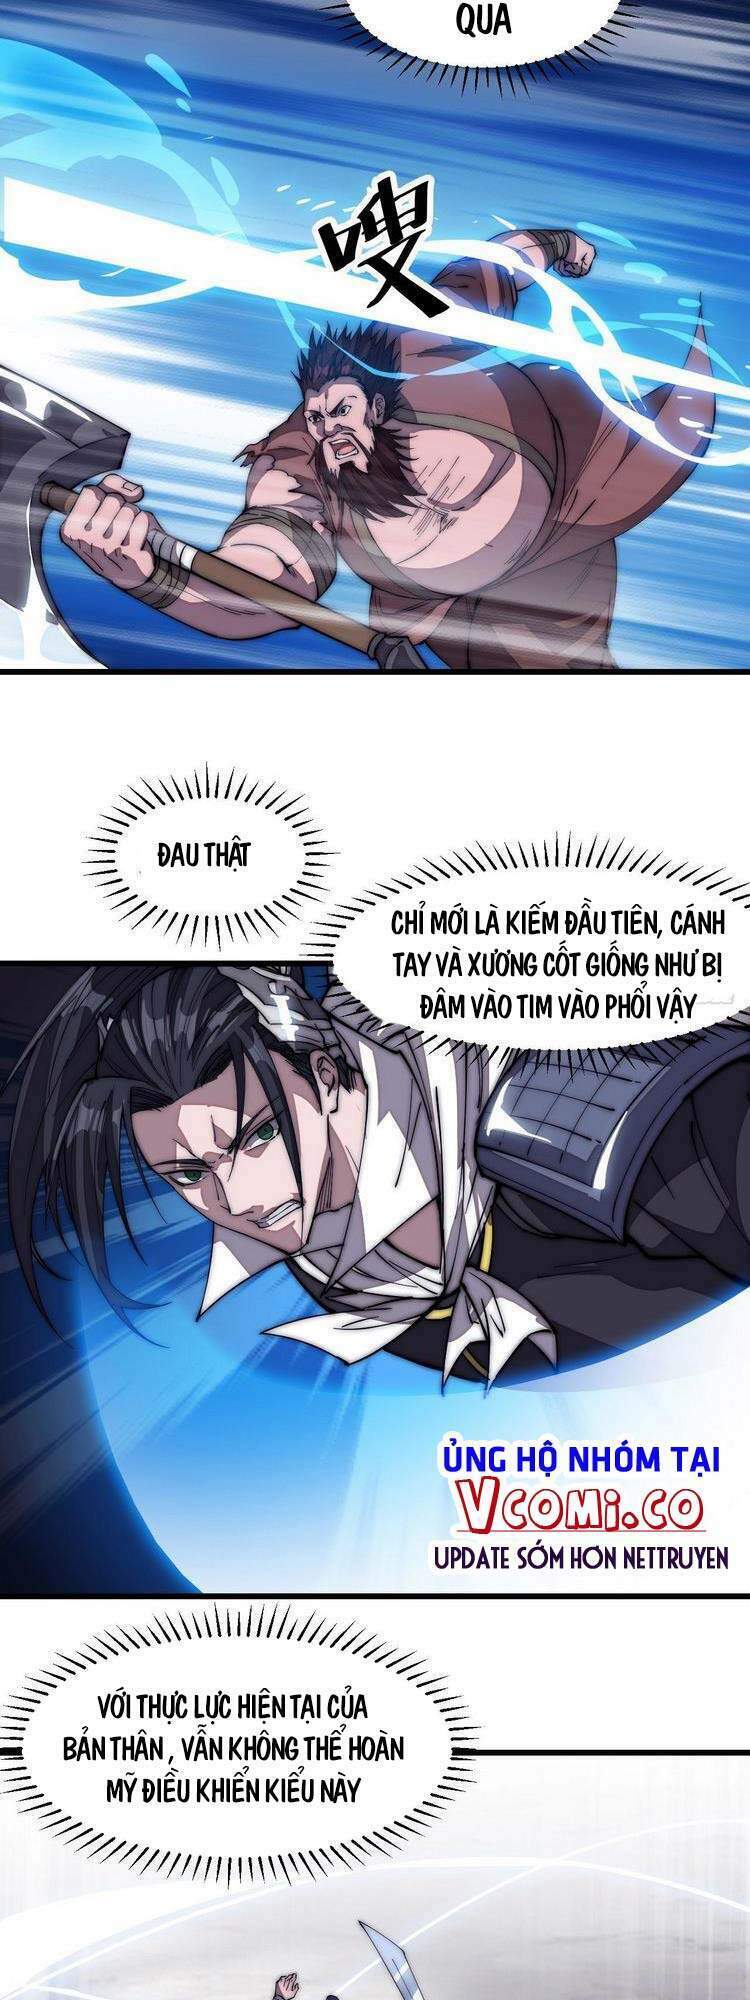 QUA
嗖
ĐAU THẬT
CHỈ MỚI LÀ KIẾM ĐẦU TIÊN, CÁNH
TAY VÀ XƯƠNG CỐT GIỐNG NHƯ BỊ
ĐÂM VÀO TIM VÀO PHỔI VẬY
ỦNG HỘ NHÓM TẠI
VCOMI.CO
UPDATE SỚM HƠN NETTRUYEN
VỚI THỰC LỰC HIỆN TẠI CỦA
BẢN THÂN , VẪN KHÔNG THỂ HOÀN
MỸ ĐIỀU KHIỂN KIỂU NÀY